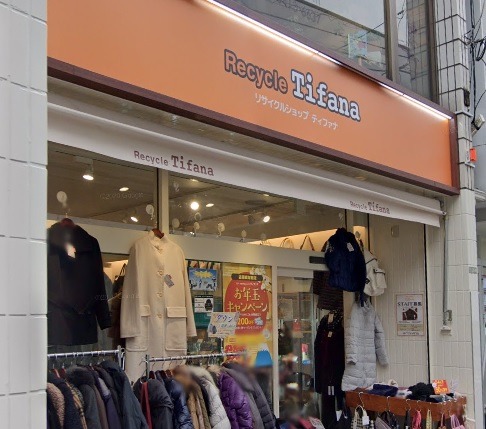 Recycle Tifana
リサイクルショップ ティファナ
Recycle Tifana
Recycle Tifana
お年玉
キャンペーン
STAFF募集